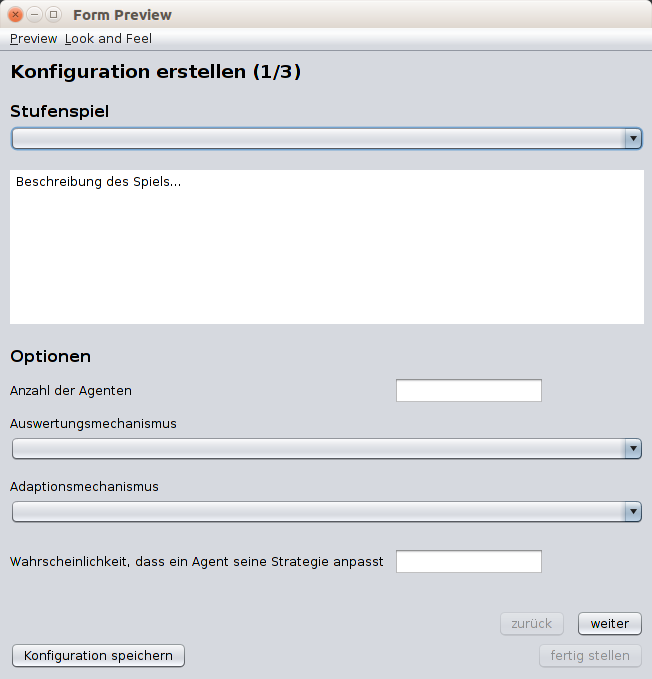 Form Preview
Preview Look and Feel
Konfiguration erstellen (1/3)
Stufenspiel
Beschreibung des Spiels...
Optionen
Anzahl der Agenten
Auswertungsmechanismus
Adaptionsmechanismus
Wahrscheinlichkeit, dass ein Agent seine Strategie anpasst
zurück weiter
Konfiguration speichern fertig stellen